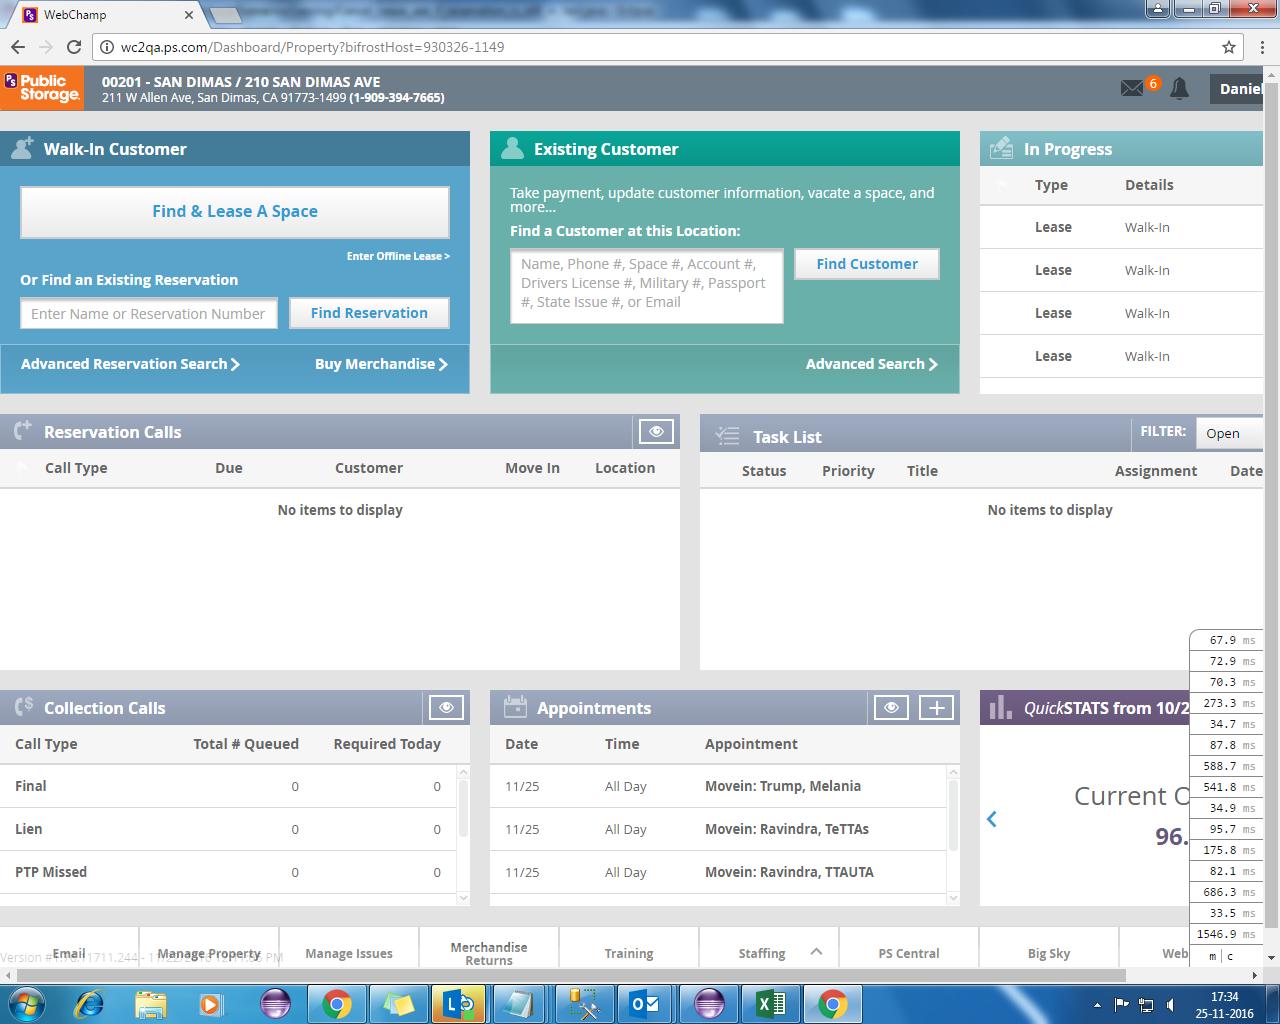 WebChamp
wc2qa.ps.com/Dashboard/Property?bifrostHost=930326-1149
PS Public Storage.
00201 - SAN DIMAS / 210 SAN DIMAS AVE
211 W Allen Ave, San Dimas, CA 91773-1499 (1-909-394-7665)
6
Daniel
Walk-In Customer
Find & Lease A Space
Enter Offline Lease >
Or Find an Existing Reservation
Enter Name or Reservation Number
Find Reservation
Advanced Reservation Search
Buy Merchandise
Existing Customer
Take payment, update customer information, vacate a space, and
more...
Find a Customer at this Location:
Name, Phone #, Space #, Account #,
Drivers License #, Military #, Passport
#, State Issue #, or Email
Find Customer
Advanced Search
In Progress
Type Details
Lease Walk-In
Lease Walk-In
Lease Walk-In
Lease Walk-In
Reservation Calls
Call Type Due Customer Move In Location
No items to display
Task List
FILTER: Open
Status Priority Title Assignment Date
No items to display
Collection Calls
Call Type Total # Queued Required Today
Final 0 0
Lien 0 0
PTP Missed 0 0
Appointments
Date Time Appointment
11/25 All Day Movein: Trump, Melania
11/25 All Day Movein: Ravindra, TeTTAs
11/25 All Day Movein: Ravindra, TTAUTA
QuickSTATS from 10/2
Current O
96.
67.9 ms
72.9 ms
70.3 ms
273.3 ms
34.7 ms
87.8 ms
588.7 ms
541.8 ms
34.9 ms
95.7 ms
175.8 ms
82.1 ms
686.3 ms
33.5 ms
1546.9 ms
m | c
Email
Manage Property
Manage Issues
Merchandise
Returns
Training
Staffing
PS Central
Big Sky
Web
Version
17:34
25-11-2016